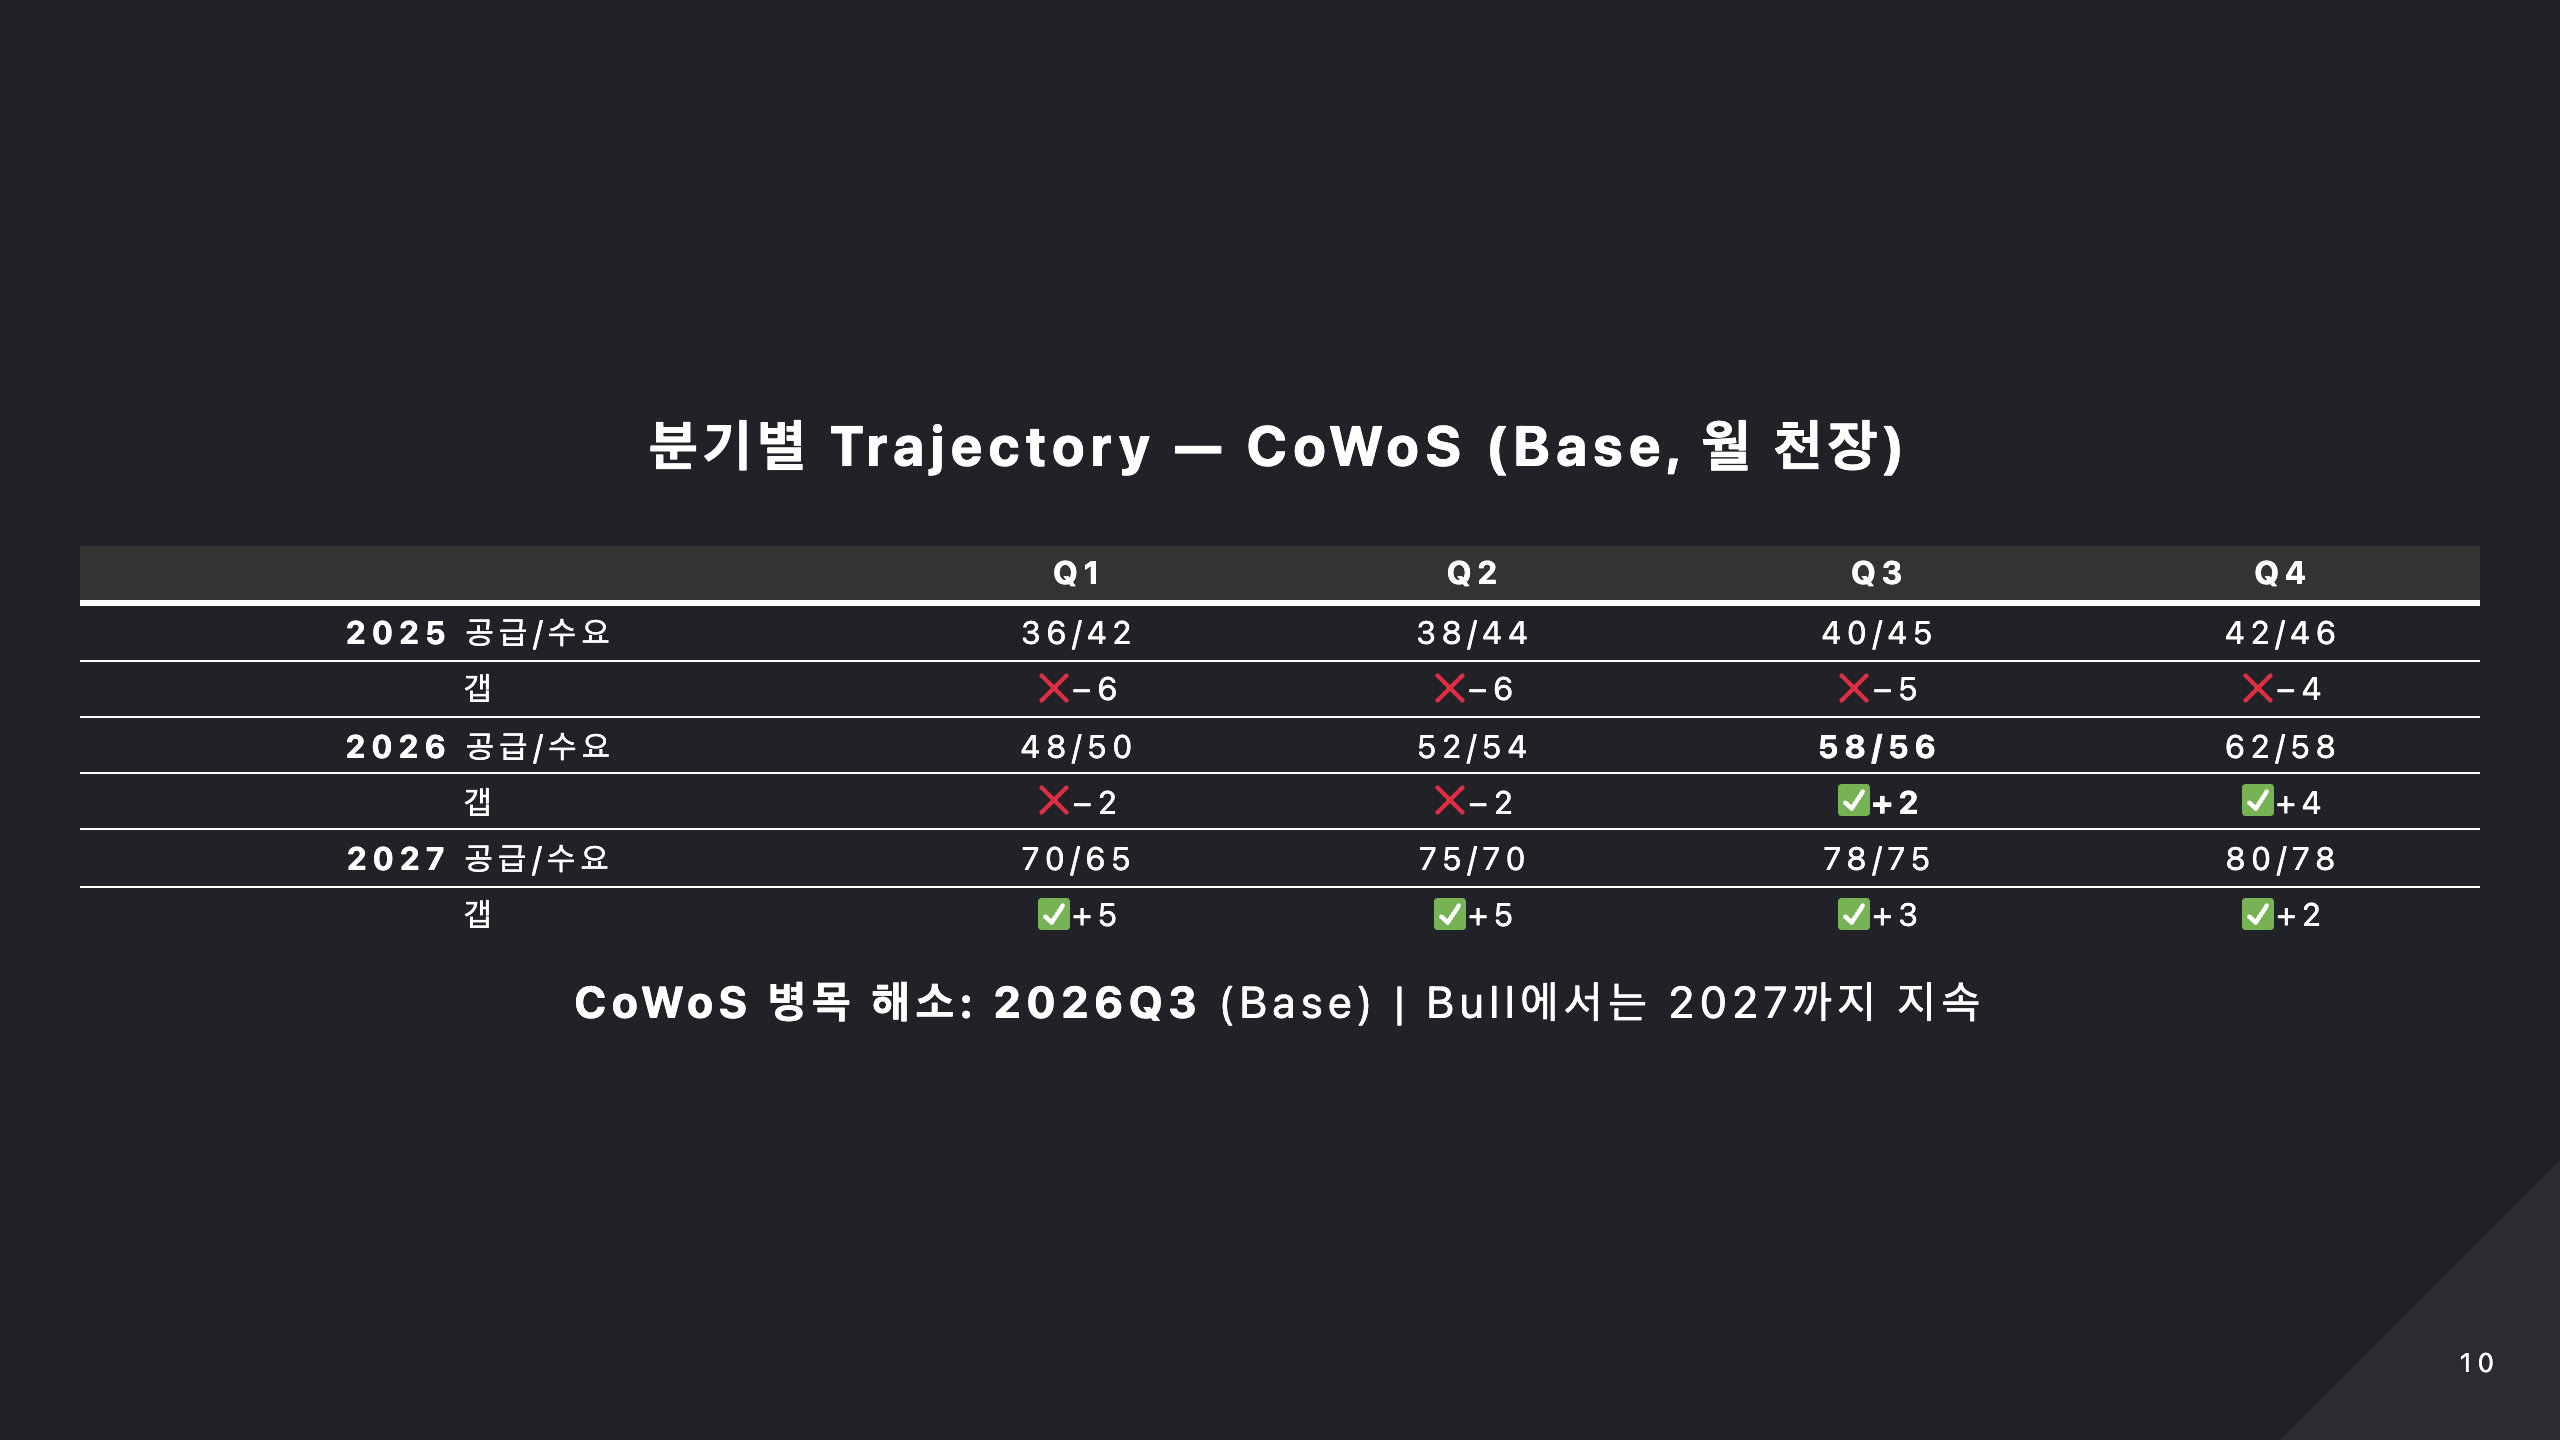 분기별 Trajectory — CoWoS (Base, 월 천장)
Q1 Q2 Q3 Q4
2025 공급/수요 36/42 38/44 40/45 42/46
갭 ❌−6 ❌−6 ❌−5 ❌−4
2026 공급/수요 48/50 52/54 58/56 62/58
갭 ❌−2 ❌−2 ✅+2 ✅+4
2027 공급/수요 70/65 75/70 78/75 80/78
갭 ✅+5 ✅+5 ✅+3 ✅+2
CoWoS 병목 해소: 2026Q3 (Base) | Bull에서는 2027까지 지속
10